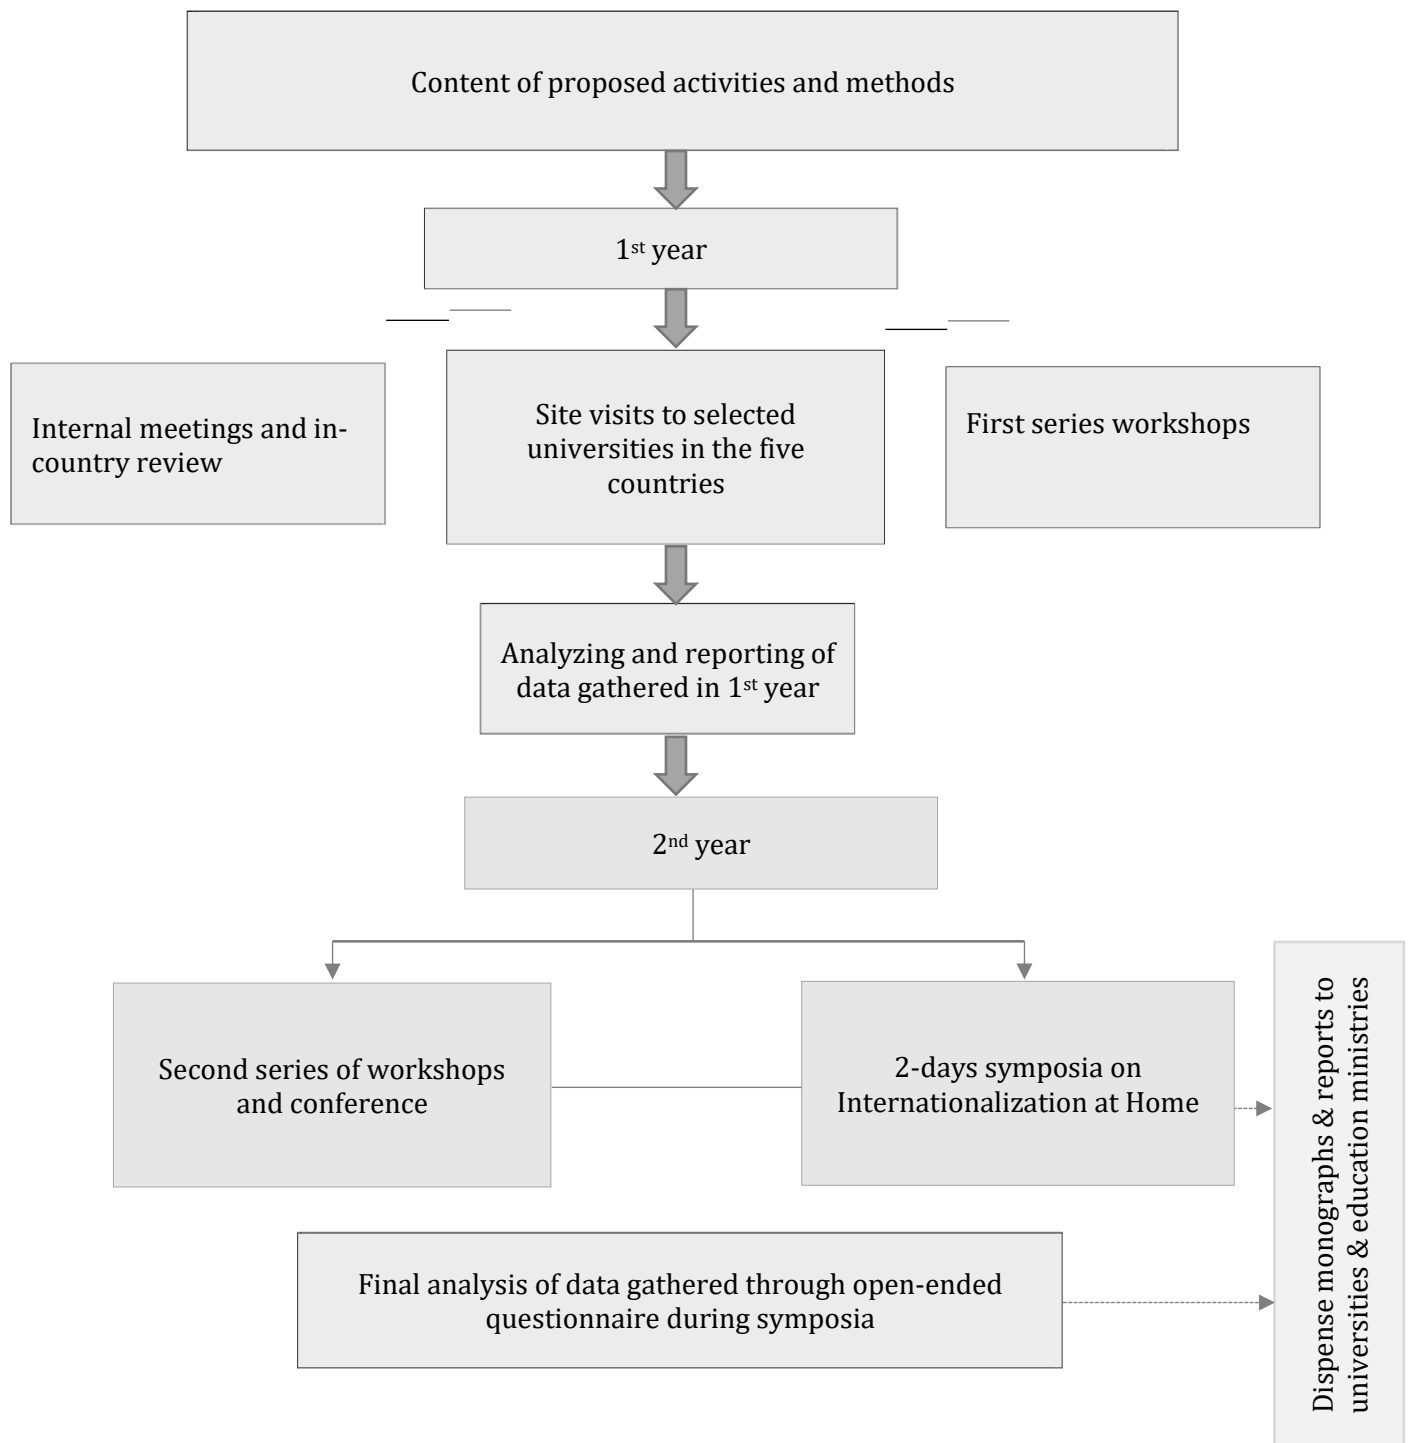 Content of proposed activities and methods
1st year
Internal meetings and in-
country review
Site visits to selected
universities in the five
countries
First series workshops
Analyzing and reporting of
data gathered in 1st year
2nd year
Second series of workshops
and conference
2-days symposia on
Internationalization at Home
Dispense monographs & reports to
universities & education ministries
Final analysis of data gathered through open-ended
questionnaire during symposia